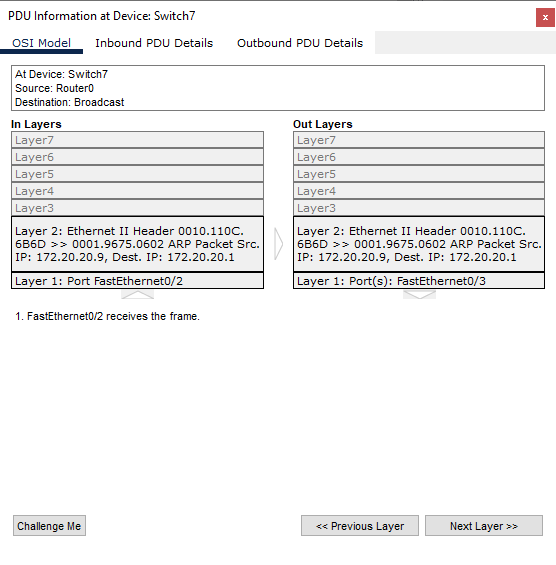 PDU Information at Device: Switch7
x
OSI Model Inbound PDU Details Outbound PDU Details
At Device: Switch7
Source: Router0
Destination: Broadcast
In Layers
Layer7
Layer6
Layer5
Layer4
Layer3
Layer 2: Ethernet II Header 0010.110C.
6B6D >> 0001.9675.0602 ARP Packet Src.
IP: 172.20.20.9, Dest. IP: 172.20.20.1
Layer 1: Port FastEthernet0/2
Out Layers
Layer7
Layer6
Layer5
Layer4
Layer3
Layer 2: Ethernet II Header 0010.110C.
6B6D >> 0001.9675.0602 ARP Packet Src.
IP: 172.20.20.9, Dest. IP: 172.20.20.1
Layer 1: Port(s): FastEthernet0/3
1. FastEthernet0/2 receives the frame.
Challenge Me
<< Previous Layer
Next Layer >>